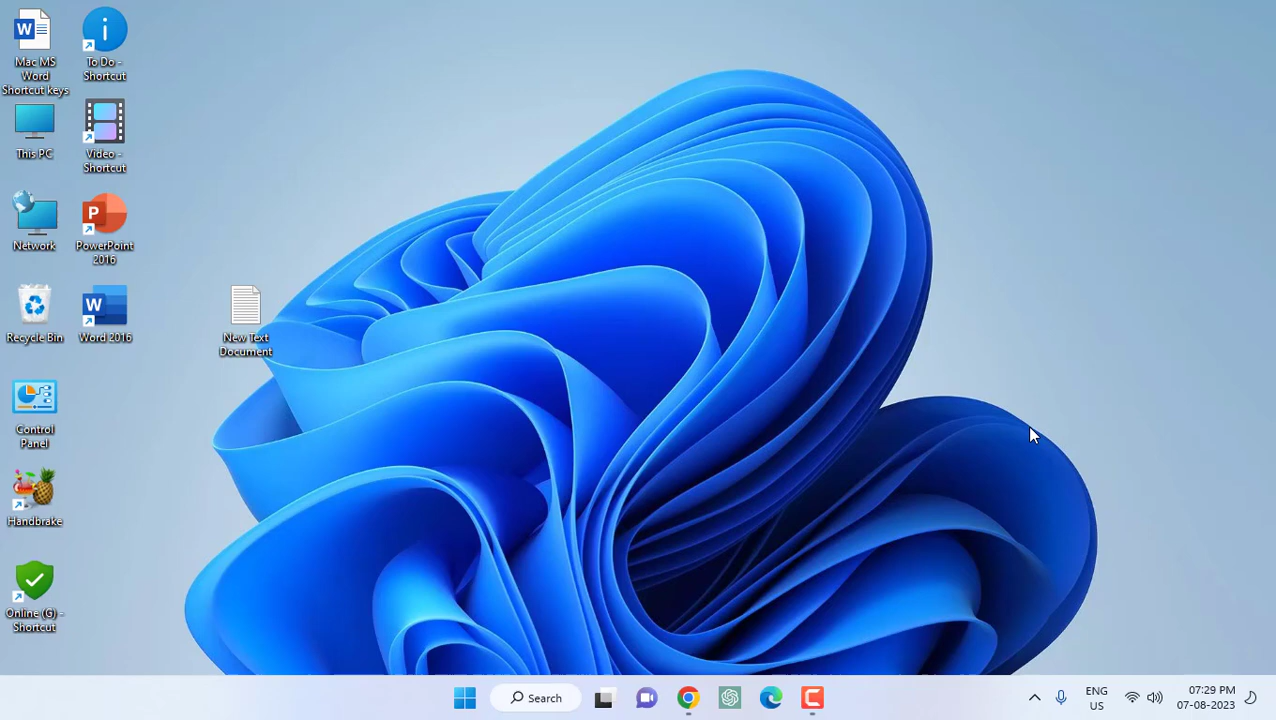 Mac MS
Word
Shortcut keys
To Do -
Shortcut
This PC
Video -
Shortcut
Network
PowerPoint
2016
Recycle Bin
Word 2016
New Text
Document
Control
Panel
Handbrake
Online (G) -
Shortcut
Search
ENG
US
07:29 PM
07-08-2023